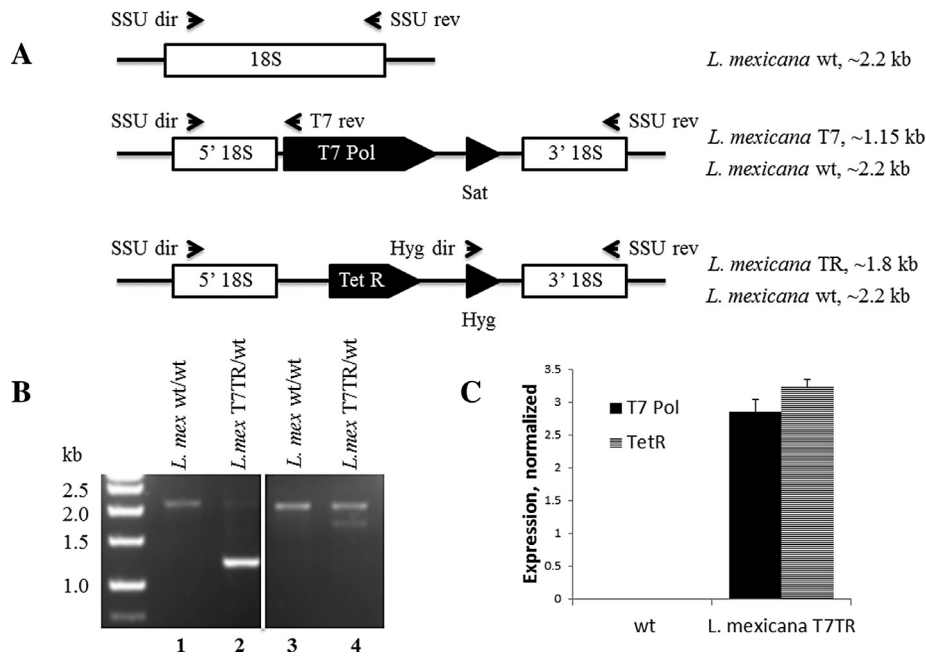 A
SSU dir
SSU rev
18S
L. mexicana wt, ~2.2 kb
SSU dir
T7 rev
SSU rev
5’ 18S
T7 Pol
3’ 18S
Sat
L. mexicana T7, ~1.15 kb
L. mexicana wt, ~2.2 kb
SSU dir
Hyg dir
SSU rev
5’ 18S
Tet R
3’ 18S
Hyg
L. mexicana TR, ~1.8 kb
L. mexicana wt, ~2.2 kb
B
L. mex wt/wt
L.mex T7TR/wt
L. mex wt/wt
L.mex T7TR/wt
kb
2.5
2.0
1.5
1.0
1
2
3
4
C
Expression, normalized
3.5
3
2.5
2
1.5
1
0.5
0
T7 Pol
TetR
wt
L. mexicana T7TR